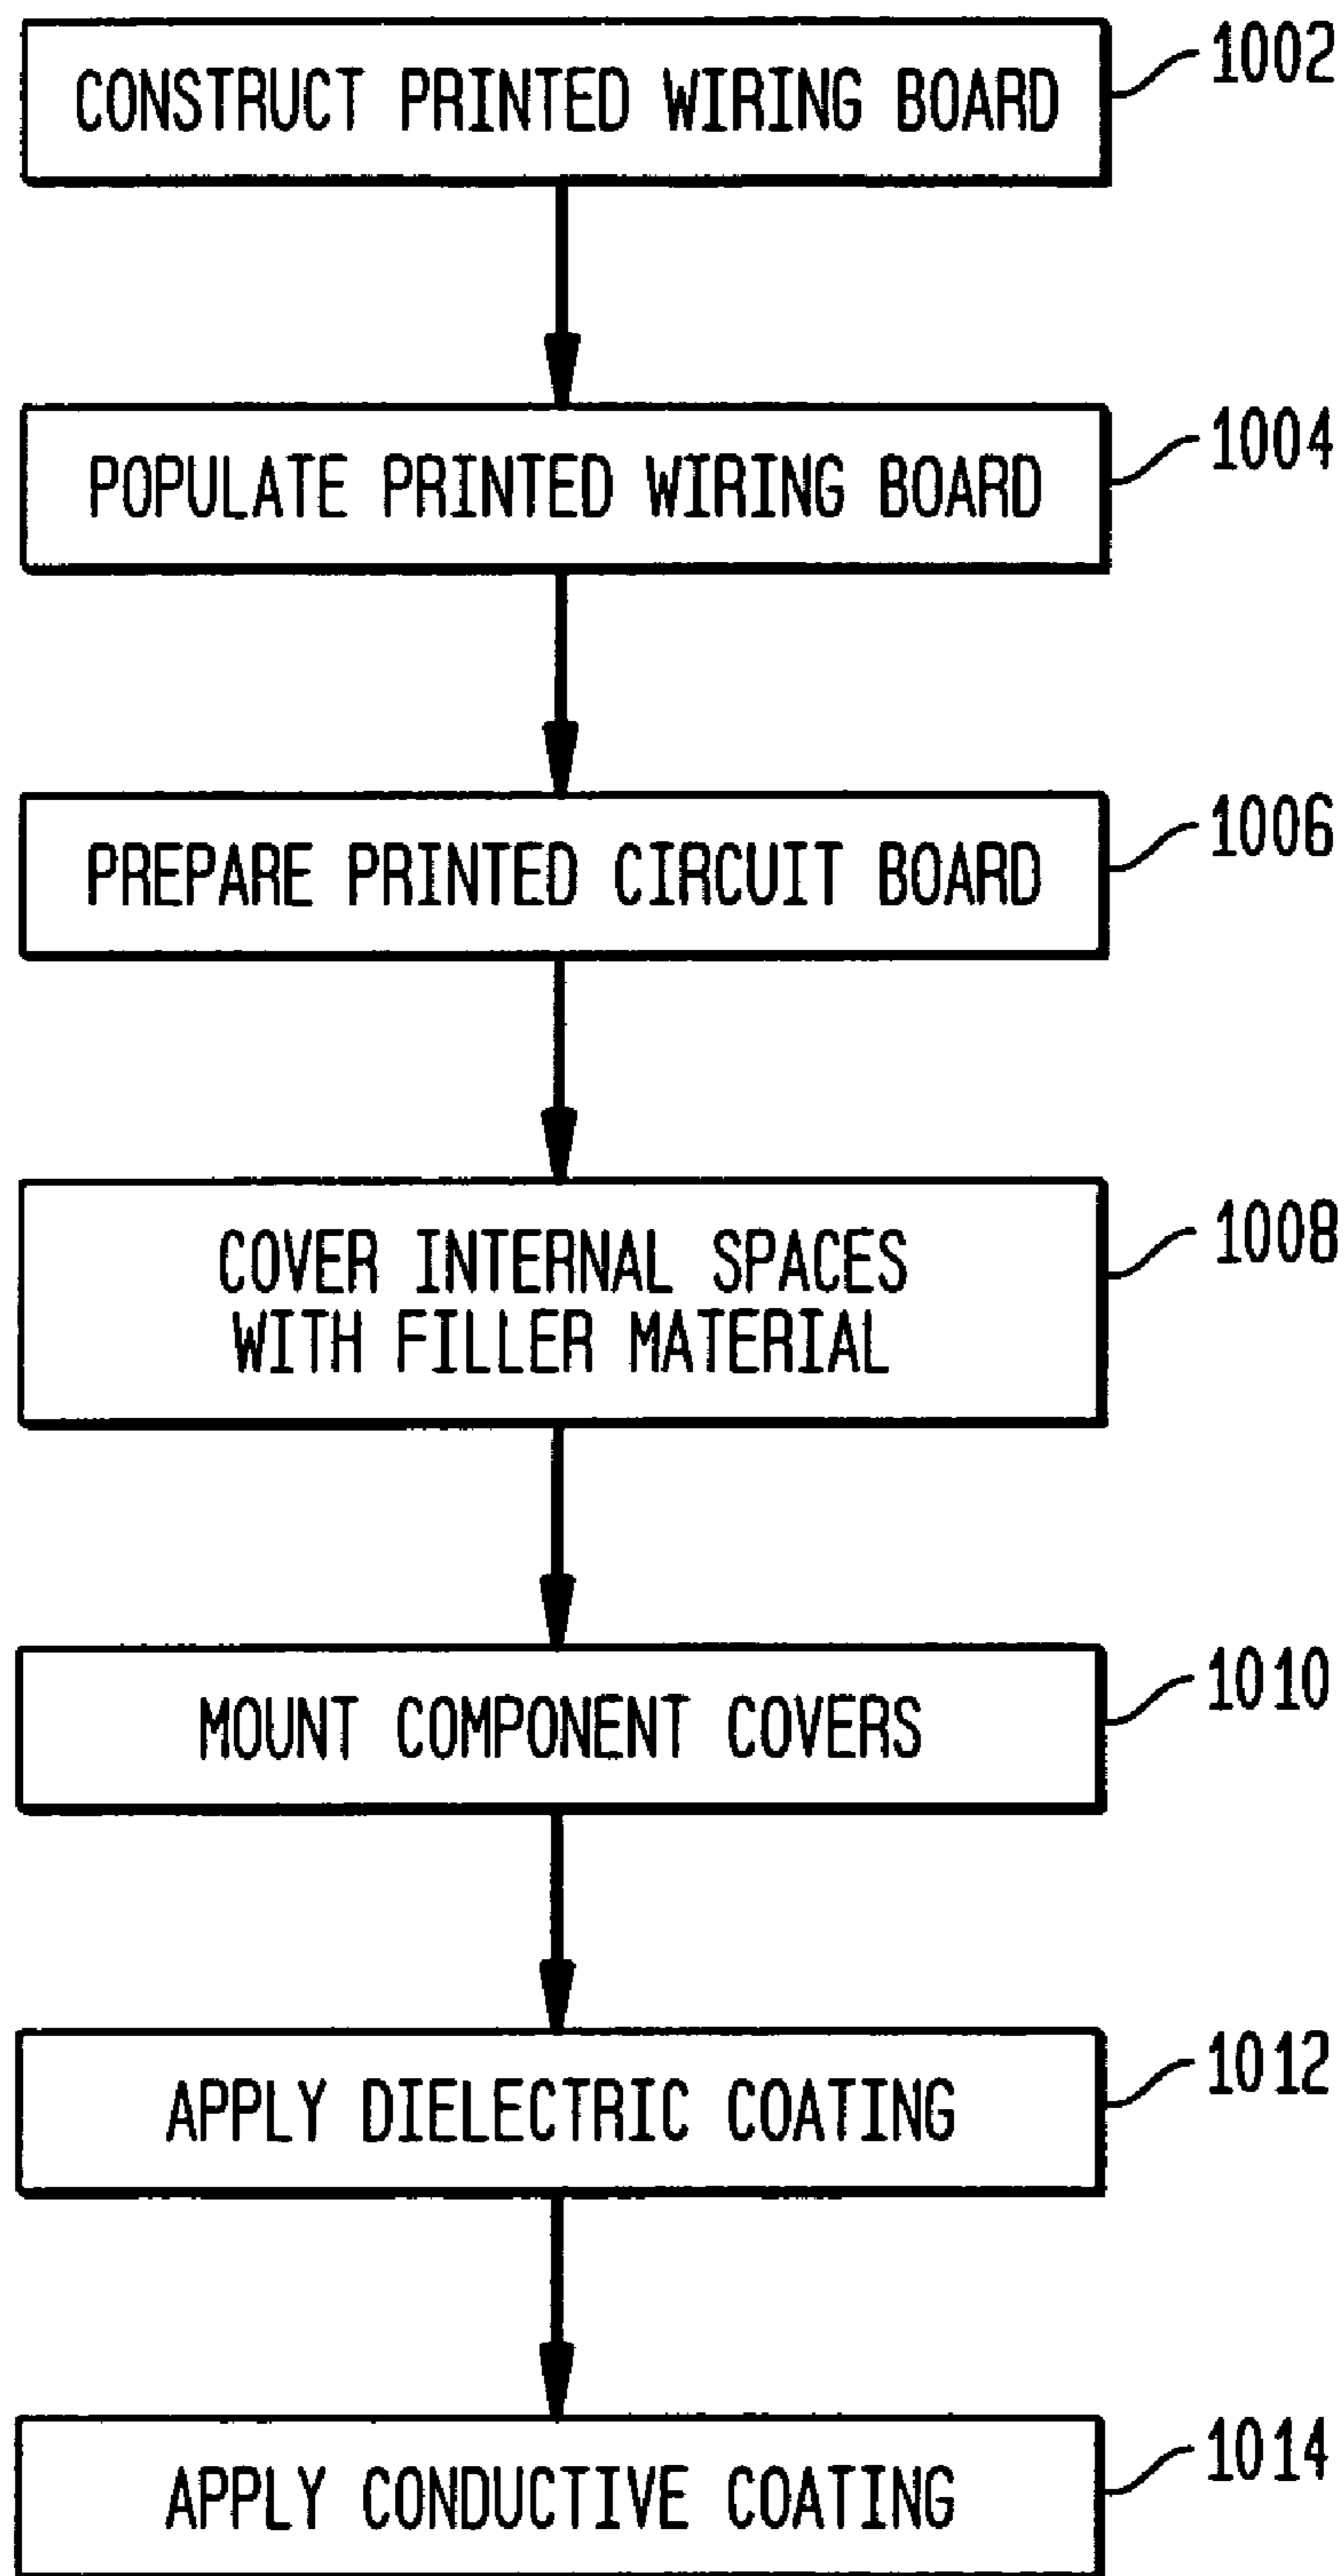 CONSTRUCT PRINTED WIRING BOARD
1002
POPULATE PRINTED WIRING BOARD
1004
PREPARE PRINTED CIRCUIT BOARD
1006
COVER INTERNAL SPACES
WITH FILLER MATERIAL
1008
MOUNT COMPONENT COVERS
1010
APPLY DIELECTRIC COATING
1012
APPLY CONDUCTIVE COATING
1014